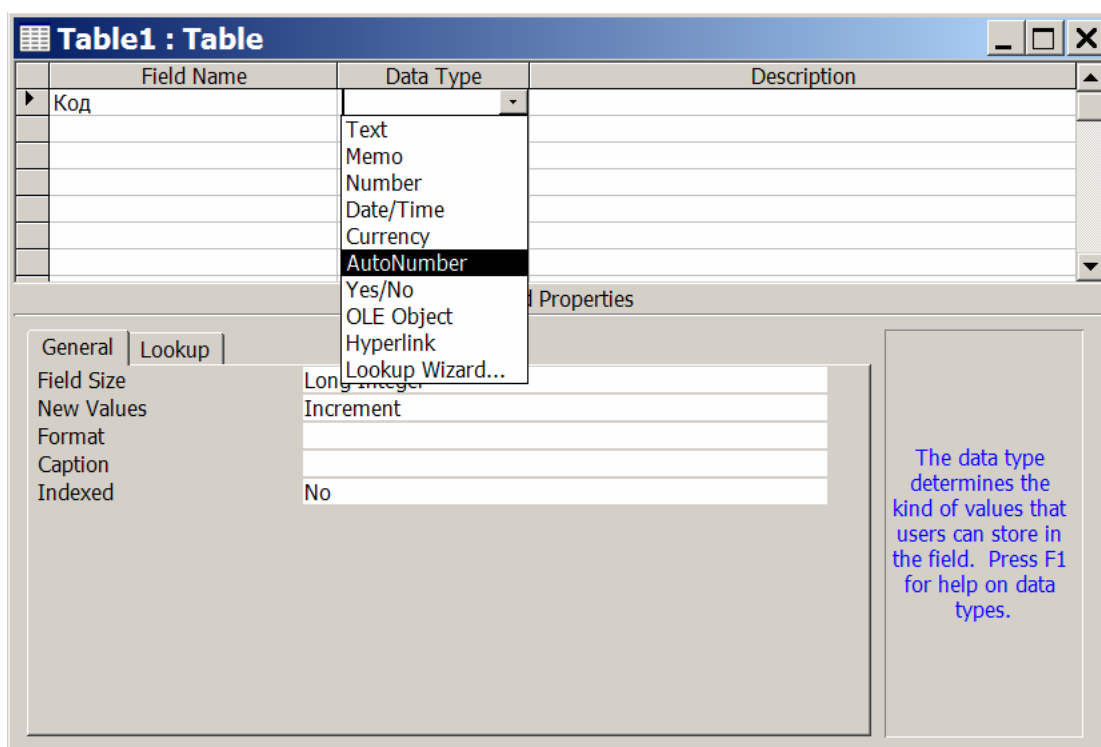 Table1 : Table
Field Name Data Type Description
Код
Text
Memo
Number
Date/Time
Currency
AutoNumber
Yes/No
OLE Object
Hyperlink
Lookup Wizard...
Properties
General Lookup
Field Size Long Integer
New Values Increment
Format
Caption
Indexed No
The data type
determines the
kind of values that
users can store in
the field. Press F1
for help on data
types.